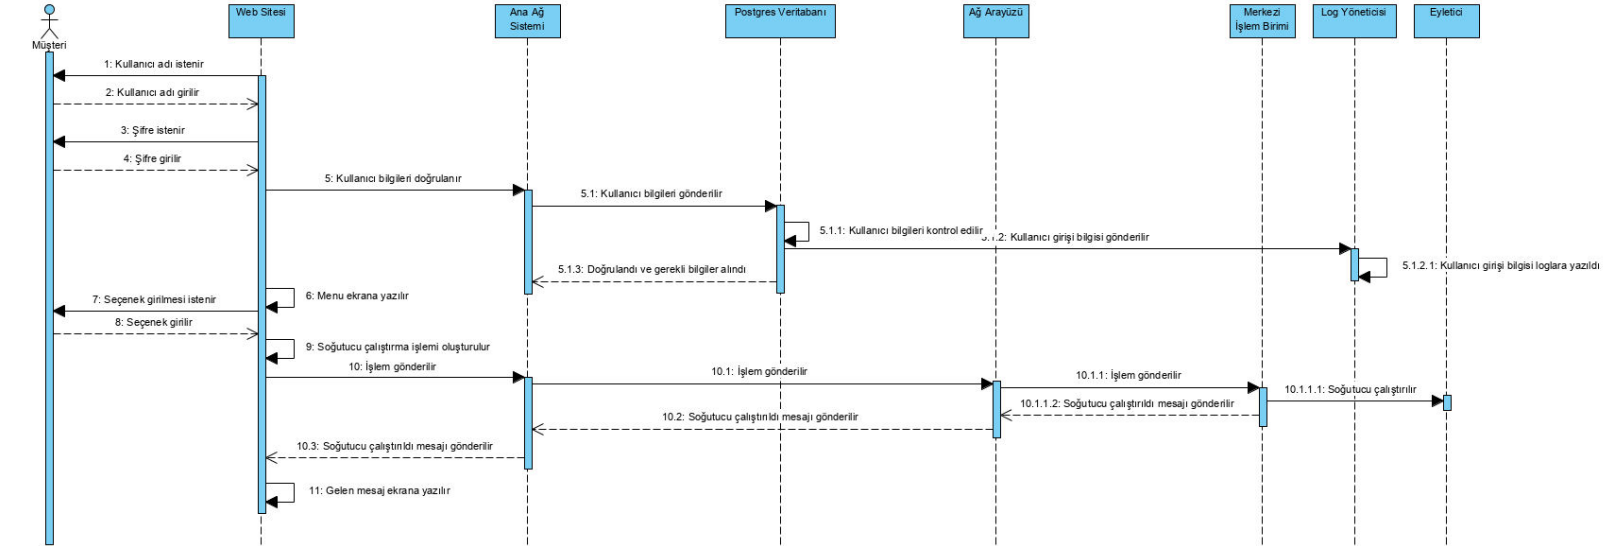 Müşteri
Web Sitesi
Ana Ağ
Sistemi
Postgres Veritabanı
Ağ Arayüzü
Merkezi
İşlem Birimi
Log Yöneticisi
Eyletici
1: Kullanıcı adı istenir
2: Kullanıcı adı girilir
3: Şifre istenir
4: Şifre girilir
5: Kullanıcı bilgileri doğrulanır
5.1: Kullanıcı bilgileri gönderilir
5.1.1: Kullanıcı bilgileri kontrol edilir
5.1.2: Kullanıcı girişi bilgisi gönderilir
5.1.2.1: Kullanıcı girişi bilgisi loglara yazıldı
5.1.3: Doğrulandı ve gerekli bilgiler alındı
6: Menu ekrana yazılır
7: Seçenek girilmesi istenir
8: Seçenek girilir
9: Soğutucu çalıştırma işlemi oluşturulur
10: İşlem gönderilir
10.1: İşlem gönderilir
10.1.1: İşlem gönderilir
10.1.1.1: Soğutucu çalıştırılır
10.1.1.2: Soğutucu çalıştırıldı mesajı gönderilir
10.2: Soğutucu çalıştırıldı mesajı gönderilir
10.3: Soğutucu çalıştırıldı mesajı gönderilir
11: Gelen mesaj ekrana yazılır